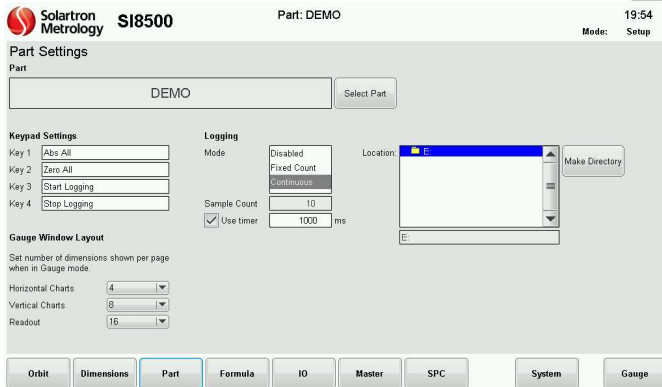 Solartron Metrology SI8500 Part: DEMO 19:54
Mode: Setup
Part Settings
Part
DEMO Select Part
Keypad Settings
Key 1 Abs All
Key 2 Zero All
Key 3 Start Logging
Key 4 Stop Logging
Logging
Mode Disabled
Fixed Count
Continuous
Sample Count 10
Use timer 1000 ms
Location: E:
E:
Make Directory
Gauge Window Layout
Set number of dimensions shown per page
when in Gauge mode.
Horizontal Charts 4
Vertical Charts 8
Readout 16
Orbit Dimensions Part Formula IO Master SPC System Gauge